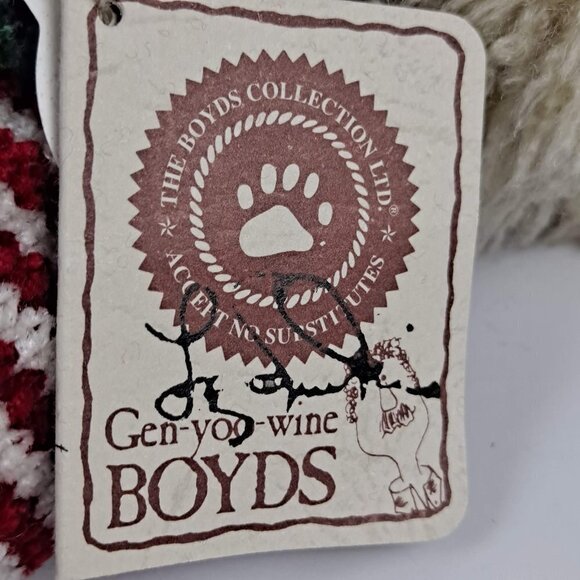 ★ THE BOYDS COLLECTION LTD.® ★
ACCEPT NO SUBSTITUTES
Gen-yoo-wine
BOYDS